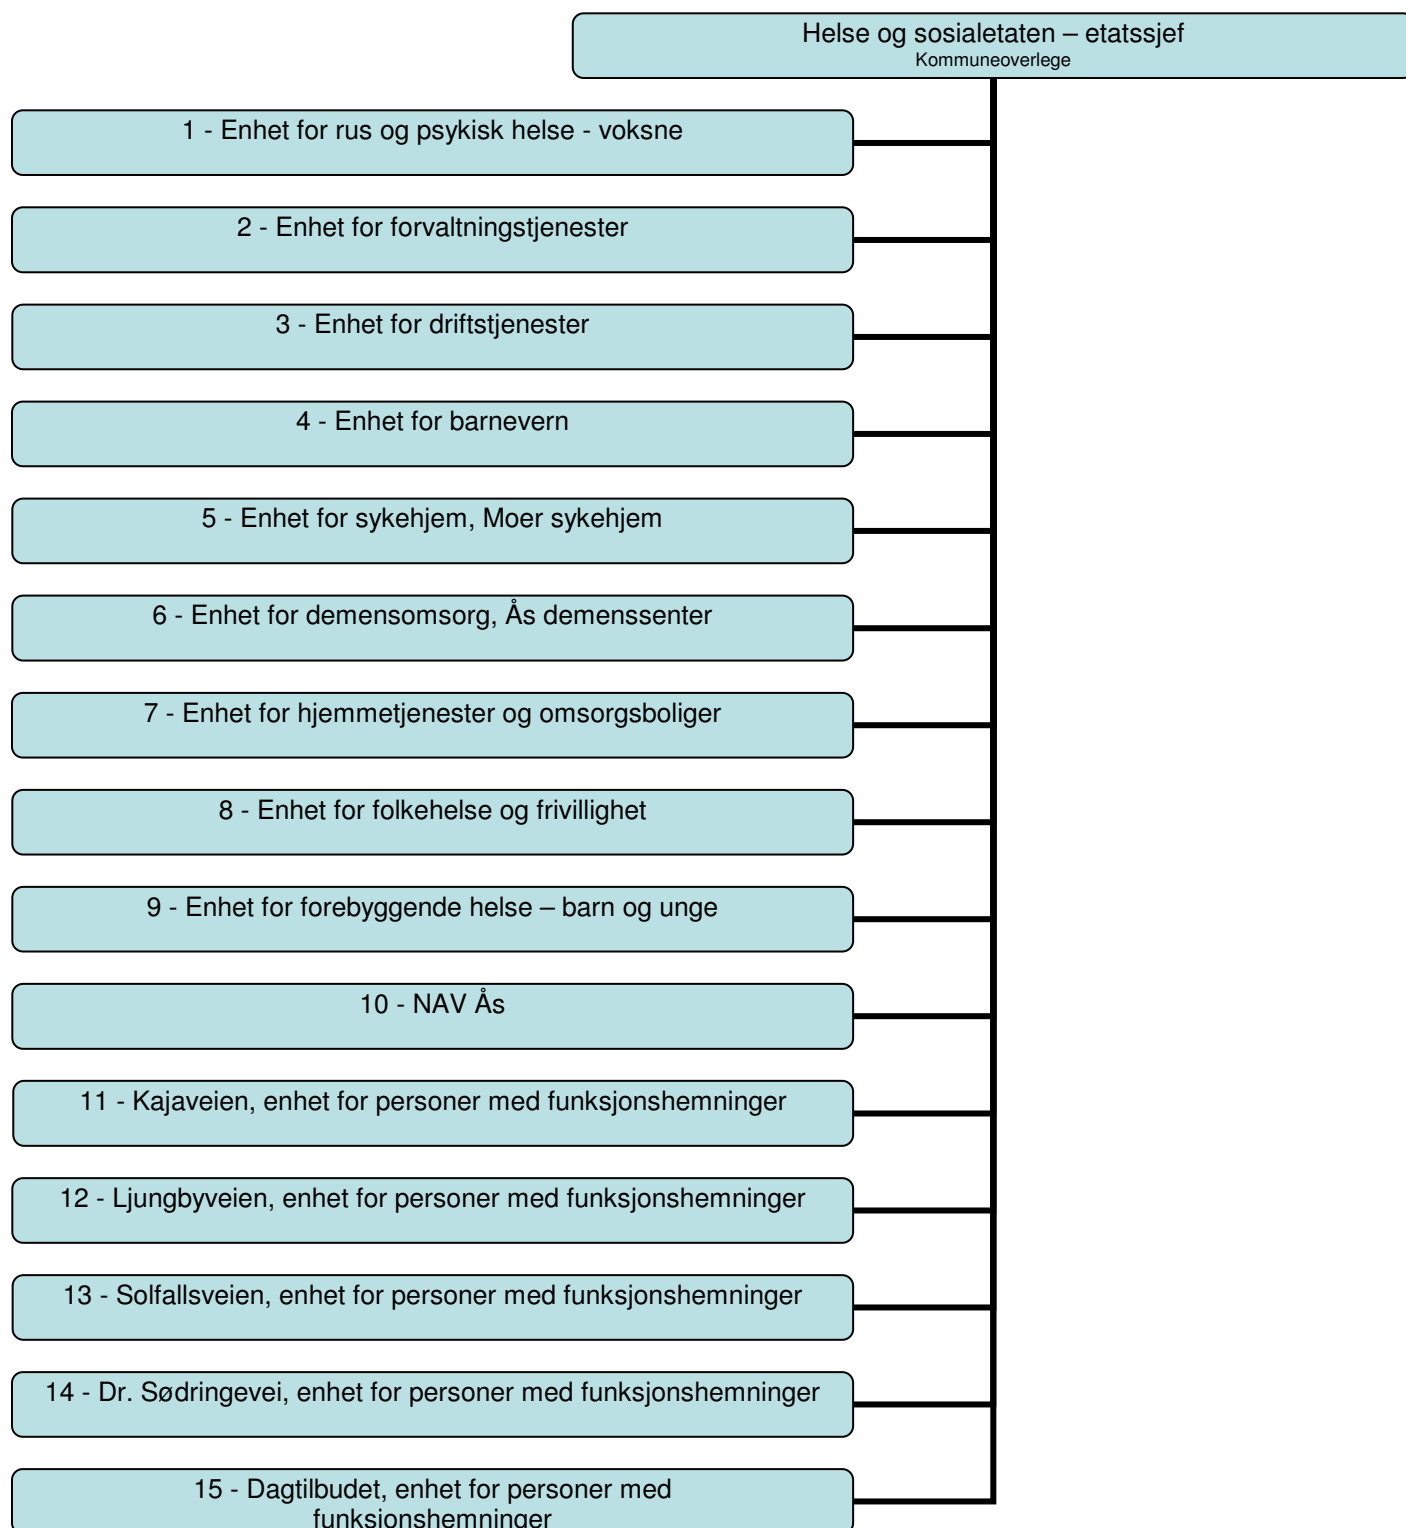 Helse og sosialetaten – etatssjef
Kommuneoverlege
1 - Enhet for rus og psykisk helse - voksne
2 - Enhet for forvaltningstjenester
3 - Enhet for driftstjenester
4 - Enhet for barnevern
5 - Enhet for sykehjem, Moer sykehjem
6 - Enhet for demensomsorg, Ås demenssenter
7 - Enhet for hjemmetjenester og omsorgsboliger
8 - Enhet for folkehelse og frivillighet
9 - Enhet for forebyggende helse – barn og unge
10 - NAV Ås
11 - Kajaveien, enhet for personer med funksjonshemninger
12 - Ljungbyveien, enhet for personer med funksjonshemninger
13 - Solfallsveien, enhet for personer med funksjonshemninger
14 - Dr. Sødringevei, enhet for personer med funksjonshemninger
15 - Dagtilbudet, enhet for personer med
funksjonshemninger